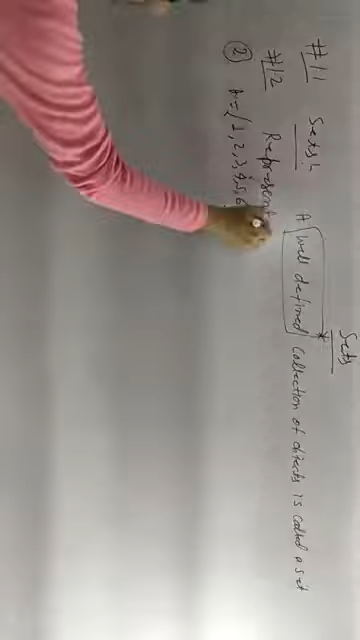 Sets
#11 Sets:- A well defined* collection of objects is called a set
#12 Represent
② A = {1, 2, 3, 4, 5, 6